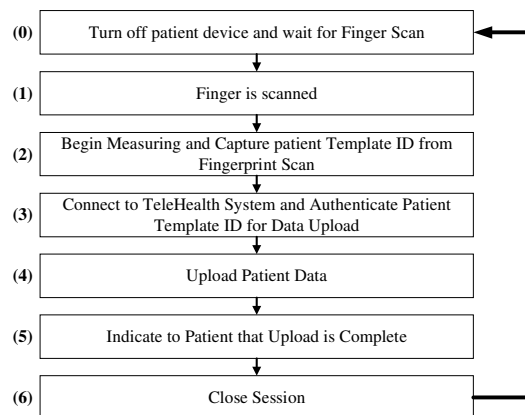 (0) Turn off patient device and wait for Finger Scan
(1) Finger is scanned
(2) Begin Measuring and Capture patient Template ID from
Fingerprint Scan
(3) Connect to TeleHealth System and Authenticate Patient
Template ID for Data Upload
(4) Upload Patient Data
(5) Indicate to Patient that Upload is Complete
(6) Close Session